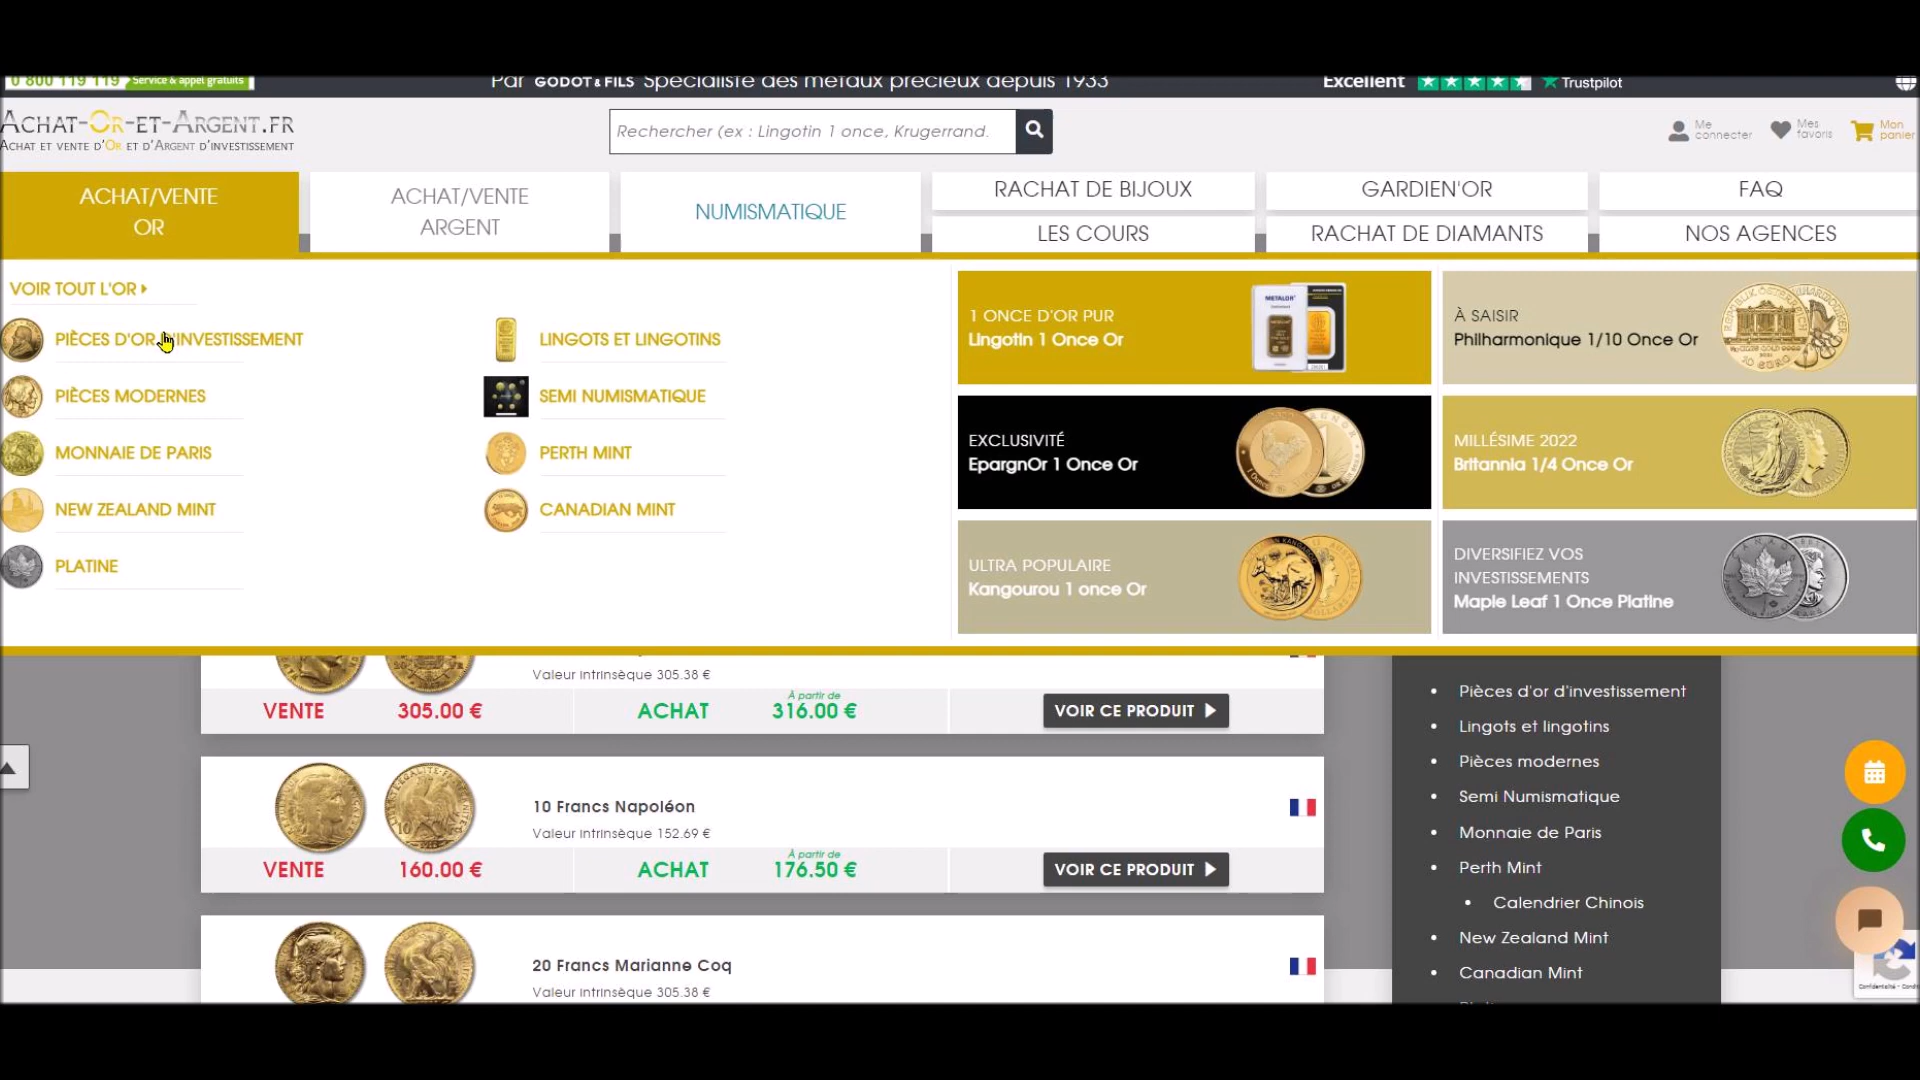 0 800 119 119 Service & appel gratuits
Par GODOT & FILS Spécialiste des métaux précieux depuis 1933
Excellent Trustpilot
ACHAT-OR-ET-ARGENT.FR
ACHAT ET VENTE D'OR ET D'ARGENT D'INVESTISSEMENT
Rechercher (ex : Lingotin 1 once, Krugerrand.
Me connecter
Mes favoris
Mon panier
ACHAT/VENTE
OR
ACHAT/VENTE
ARGENT
NUMISMATIQUE
RACHAT DE BIJOUX
GARDIEN'OR
FAQ
LES COURS
RACHAT DE DIAMANTS
NOS AGENCES
VOIR TOUT L'OR
PIÈCES D'OR D'INVESTISSEMENT
PIÈCES MODERNES
MONNAIE DE PARIS
NEW ZEALAND MINT
PLATINE
LINGOTS ET LINGOTINS
SEMI NUMISMATIQUE
PERTH MINT
CANADIAN MINT
1 ONCE D'OR PUR
Lingotin 1 Once Or
METALOR
À SAISIR
Philharmonique 1/10 Once Or
EXCLUSIVITÉ
EpargnOr 1 Once Or
MILLÉSIME 2022
Britannia 1/4 Once Or
ULTRA POPULAIRE
Kangourou 1 once Or
DIVERSIFIEZ VOS
INVESTISSEMENTS
Maple Leaf 1 Once Platine
Valeur intrinsèque 305.38 €
VENTE 305.00 € ACHAT À partir de 316.00 € VOIR CE PRODUIT
10 Francs Napoléon
Valeur intrinsèque 152.69 €
VENTE 160.00 € ACHAT À partir de 176.50 € VOIR CE PRODUIT
20 Francs Marianne Coq
Valeur intrinsèque 305.38 €
• Pièces d'or d'investissement
• Lingots et lingotins
• Pièces modernes
• Semi Numismatique
• Monnaie de Paris
• Perth Mint
• Calendrier Chinois
• New Zealand Mint
• Canadian Mint